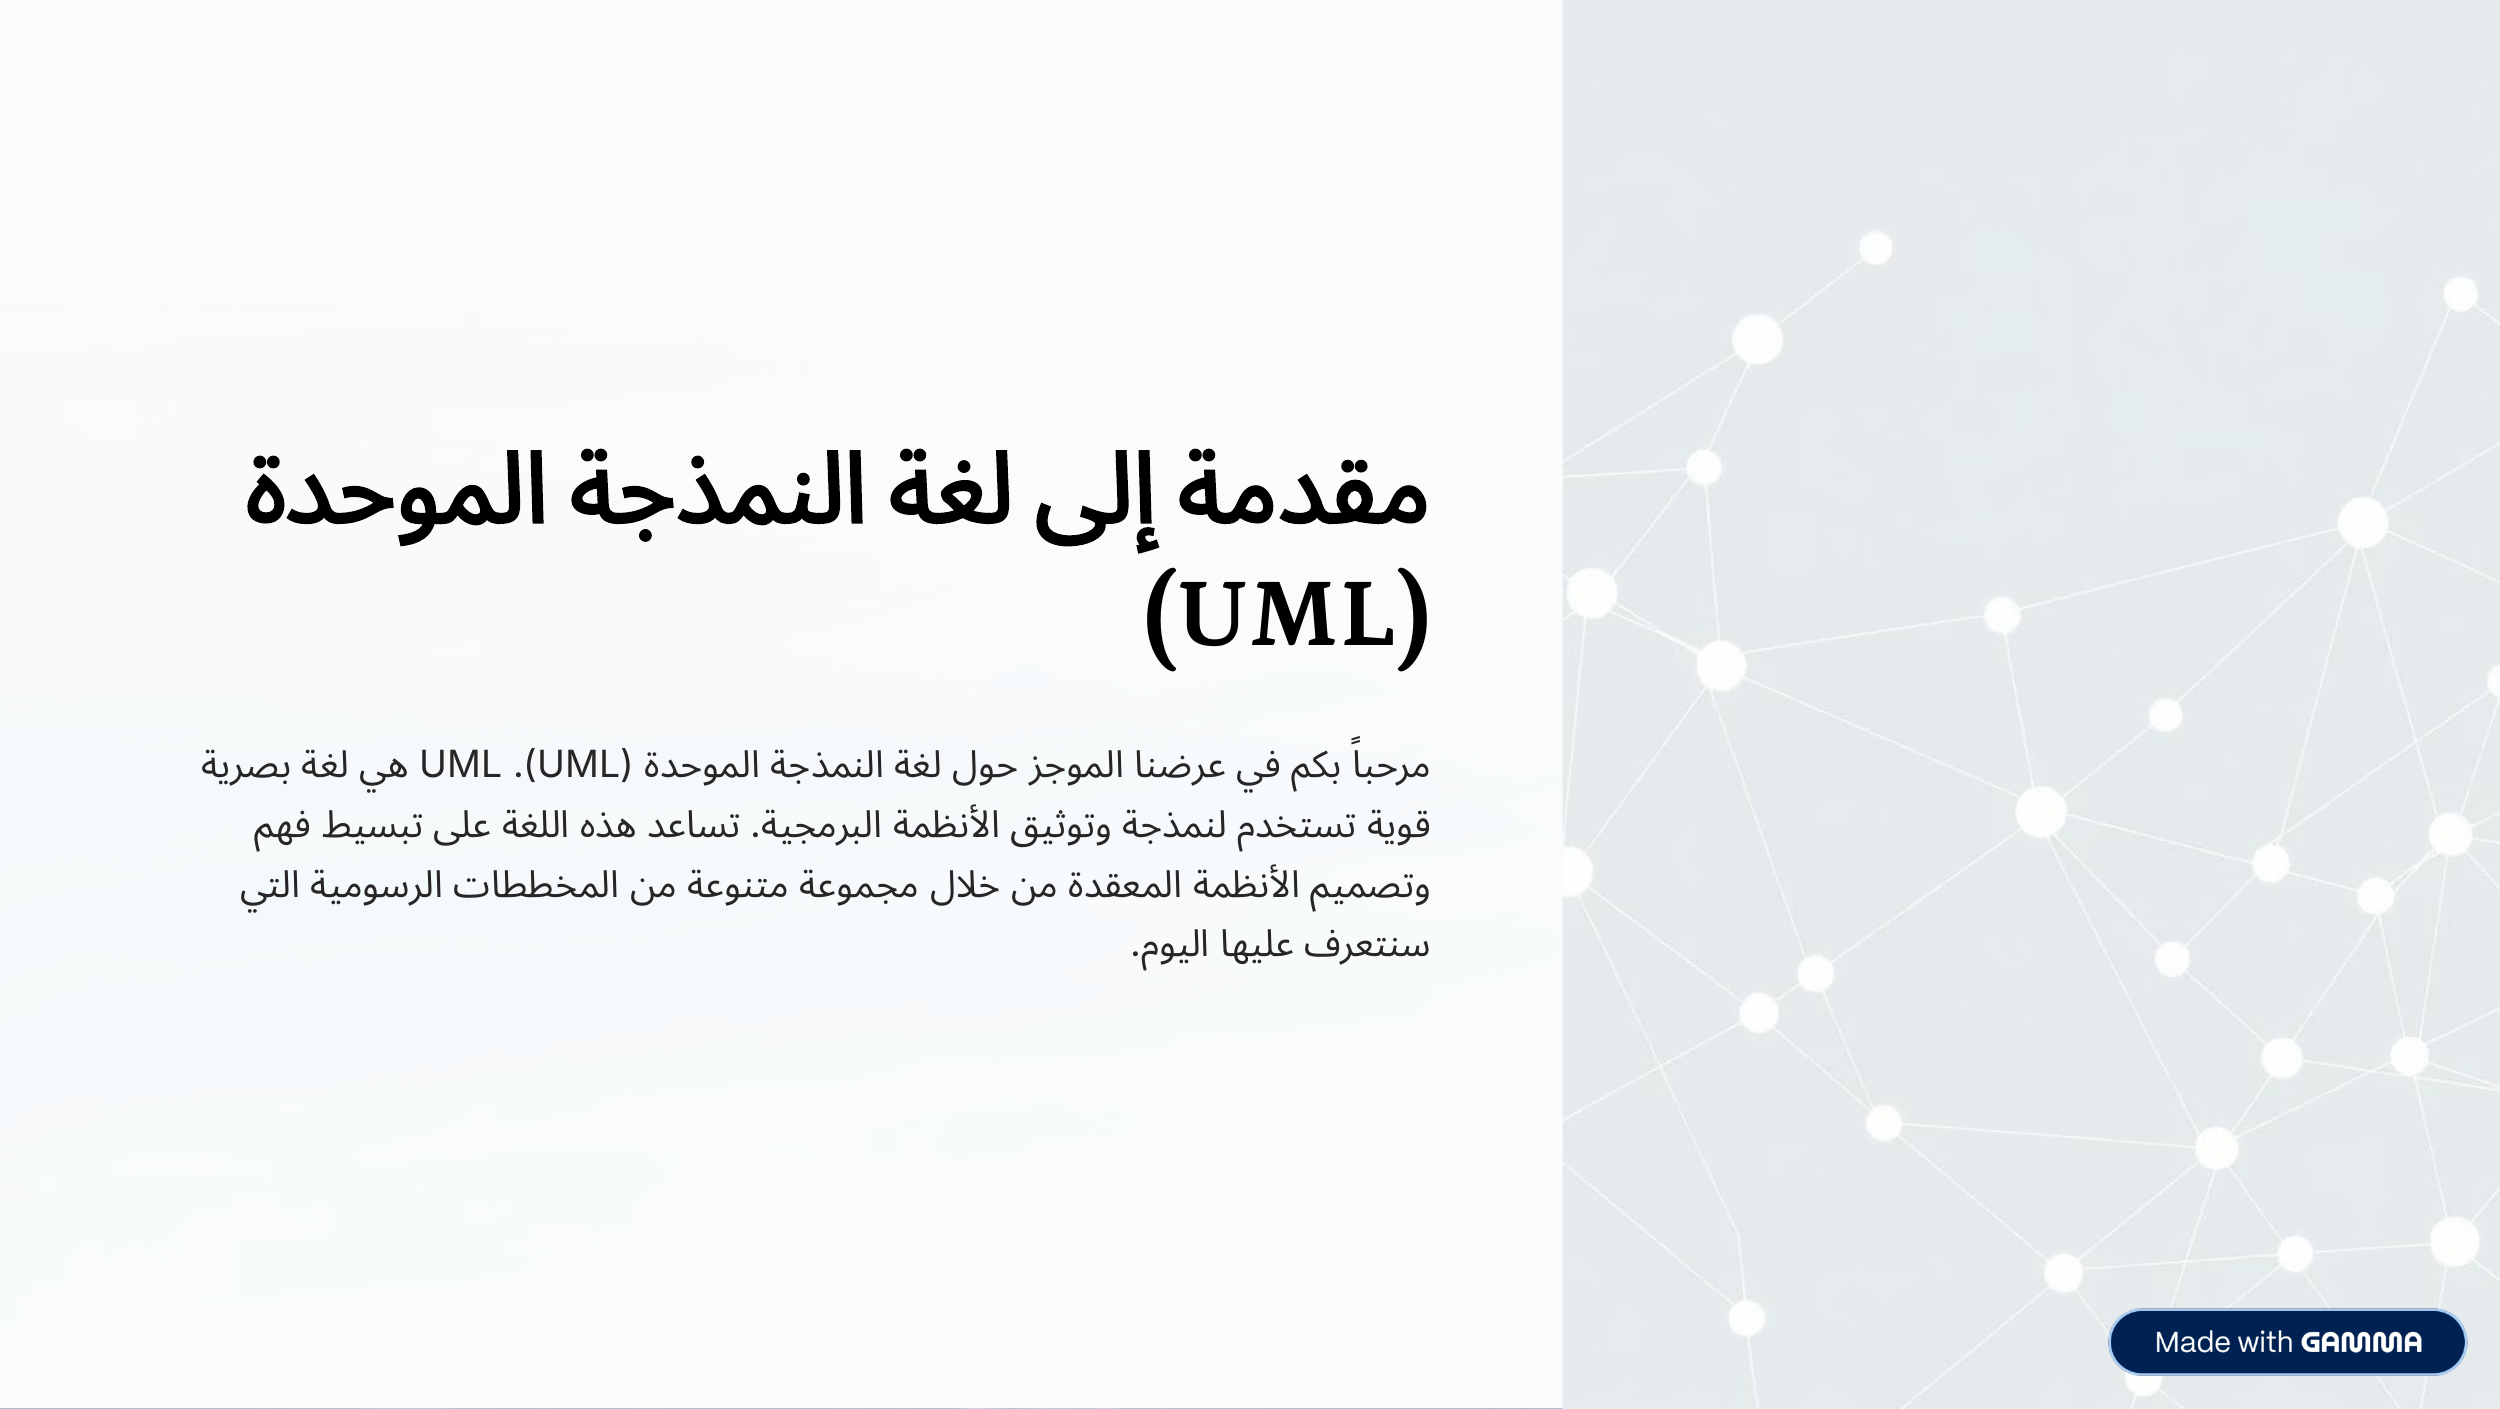 مقدمة إلى لغة النمذجة الموحدة
(UML)
مرحباً بكم في عرضنا الموجز حول لغة النمذجة الموحدة (UML). UML هي لغة بصرية
قوية تستخدم لنمذجة وتوثيق الأنظمة البرمجية. تساعد هذه اللغة على تبسيط فهم
وتصميم الأنظمة المعقدة من خلال مجموعة متنوعة من المخططات الرسومية التي
سنتعرف عليها اليوم.
Made with GAMMA